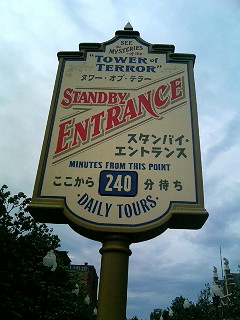 SEE
MYSTERIES
of the
"TOWER of
TERROR"
タワー・オブ・テラー
STANDBY
ENTRANCE
スタンバイ・
エントランス
MINUTES FROM THIS POINT
ここから 240 分待ち
・DAILY TOURS・